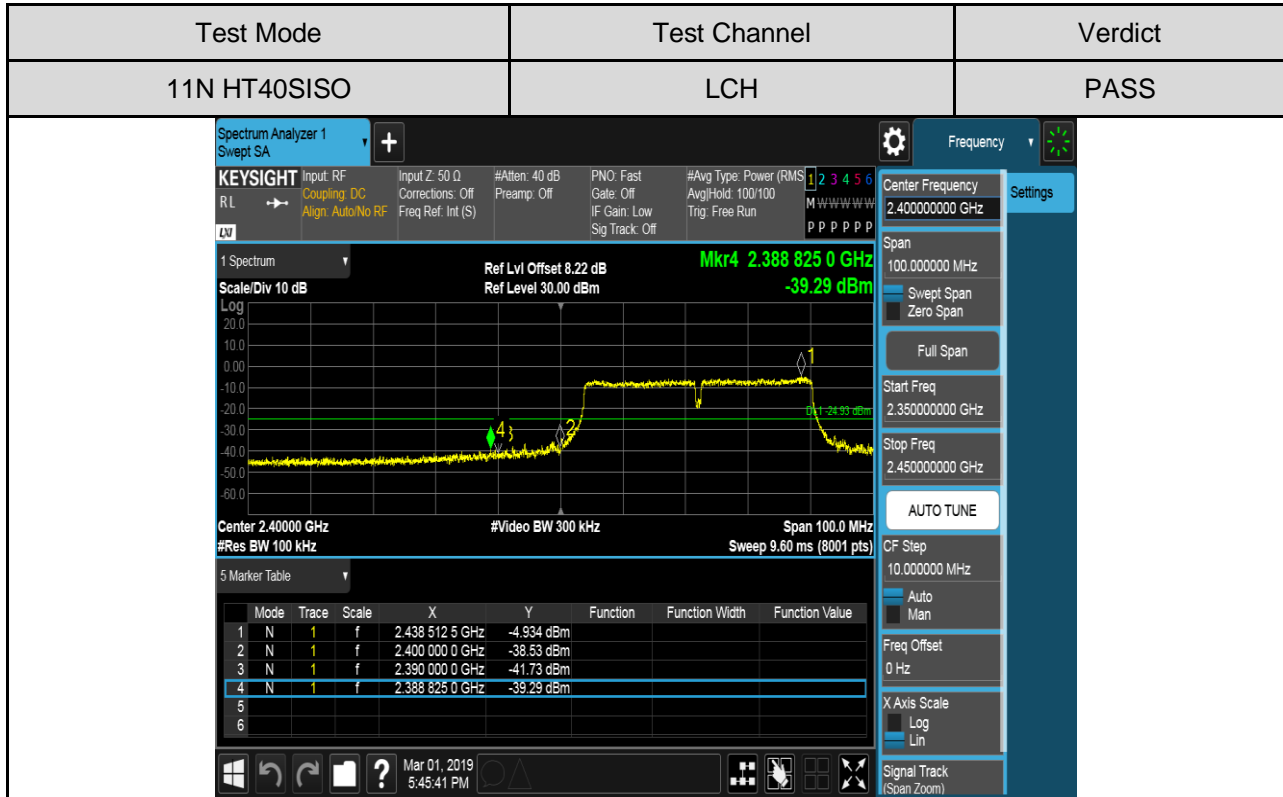 Test Mode Test Channel Verdict
11N HT40SISO LCH PASS
Spectrum Analyzer 1
Swept SA
+
Frequency
KEYSIGHT Input: RF Input Z: 50 Ω #Atten: 40 dB PNO: Fast #Avg Type: Power (RMS 1 2 3 4 5 6
RL Coupling: DC Corrections: Off Preamp: Off Gate: Off Avg|Hold: 100/100 M W W W W W
Align: Auto/No RF Freq Ref: Int (S) IF Gain: Low Trig: Free Run
LXI Sig Track: Off P P P P P P
1 Spectrum Ref Lvl Offset 8.22 dB Mkr4 2.388 825 0 GHz
Scale/Div 10 dB Ref Level 30.00 dBm -39.29 dBm
Log
20.0
10.0
0.00
-10.0
-20.0
-30.0
-40.0
-50.0
-60.0
1
DL1 -24.93 dBm
4 3 2
Center 2.40000 GHz #Video BW 300 kHz Span 100.0 MHz
#Res BW 100 kHz Sweep 9.60 ms (8001 pts)
5 Marker Table
Mode Trace Scale X Y Function Function Width Function Value
1 N 1 f 2.438 512 5 GHz -4.934 dBm
2 N 1 f 2.400 000 0 GHz -38.53 dBm
3 N 1 f 2.390 000 0 GHz -41.73 dBm
4 N 1 f 2.388 825 0 GHz -39.29 dBm
5
6
?
Mar 01, 2019
5:45:41 PM
Center Frequency
2.400000000 GHz
Settings
Span
100.000000 MHz
Swept Span
Zero Span
Full Span
Start Freq
2.350000000 GHz
Stop Freq
2.450000000 GHz
AUTO TUNE
CF Step
10.000000 MHz
Auto
Man
Freq Offset
0 Hz
X Axis Scale
Log
Lin
Signal Track
(Span Zoom)